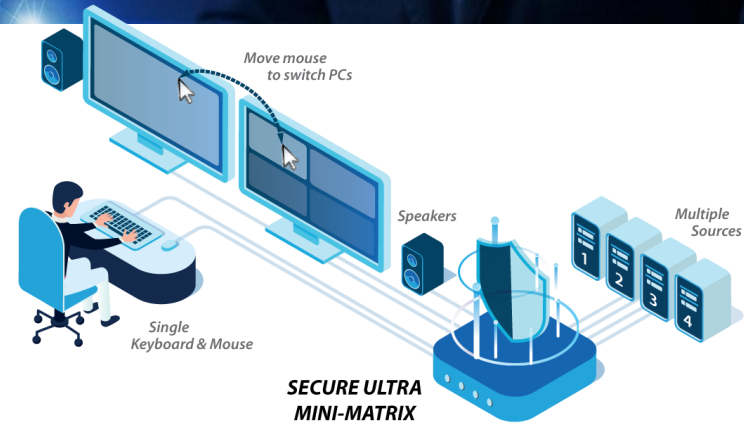 Move mouse
to switch PCs
Speakers
Multiple
Sources
1
2
3
4
Single
Keyboard & Mouse
SECURE ULTRA
MINI-MATRIX